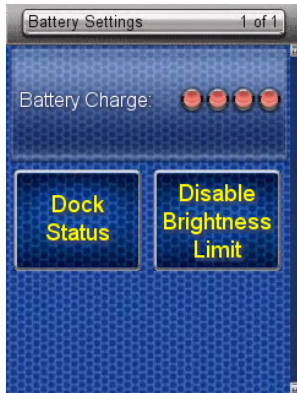 Battery Settings 1 of 1
Battery Charge:
Dock
Status
Disable
Brightness
Limit